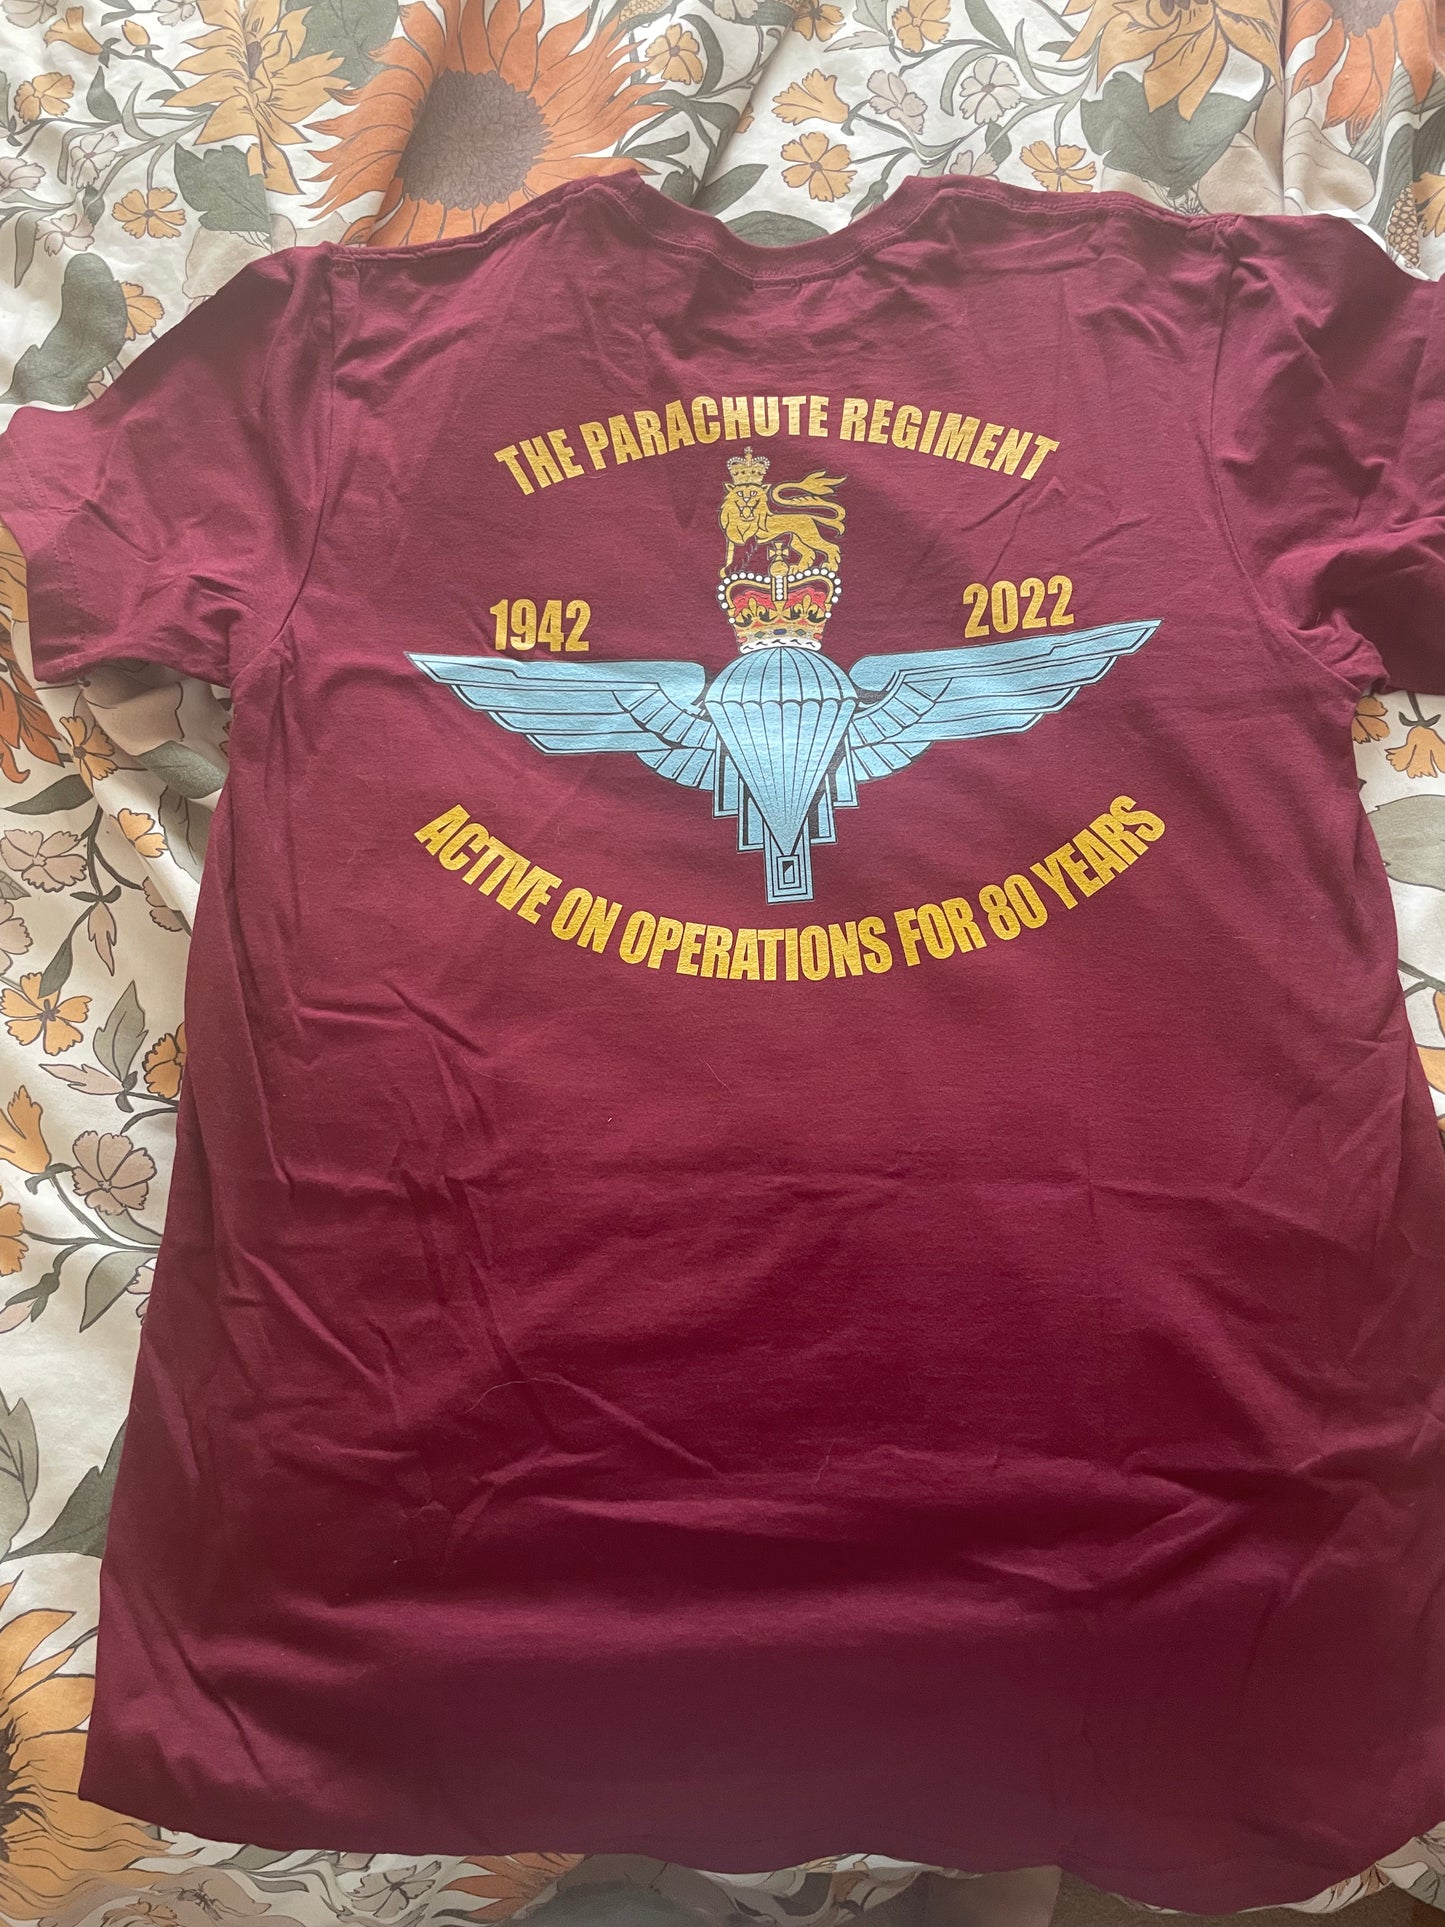 THE PARACHUTE REGIMENT
1942 2022
ACTIVE ON OPERATIONS FOR 80 YEARS